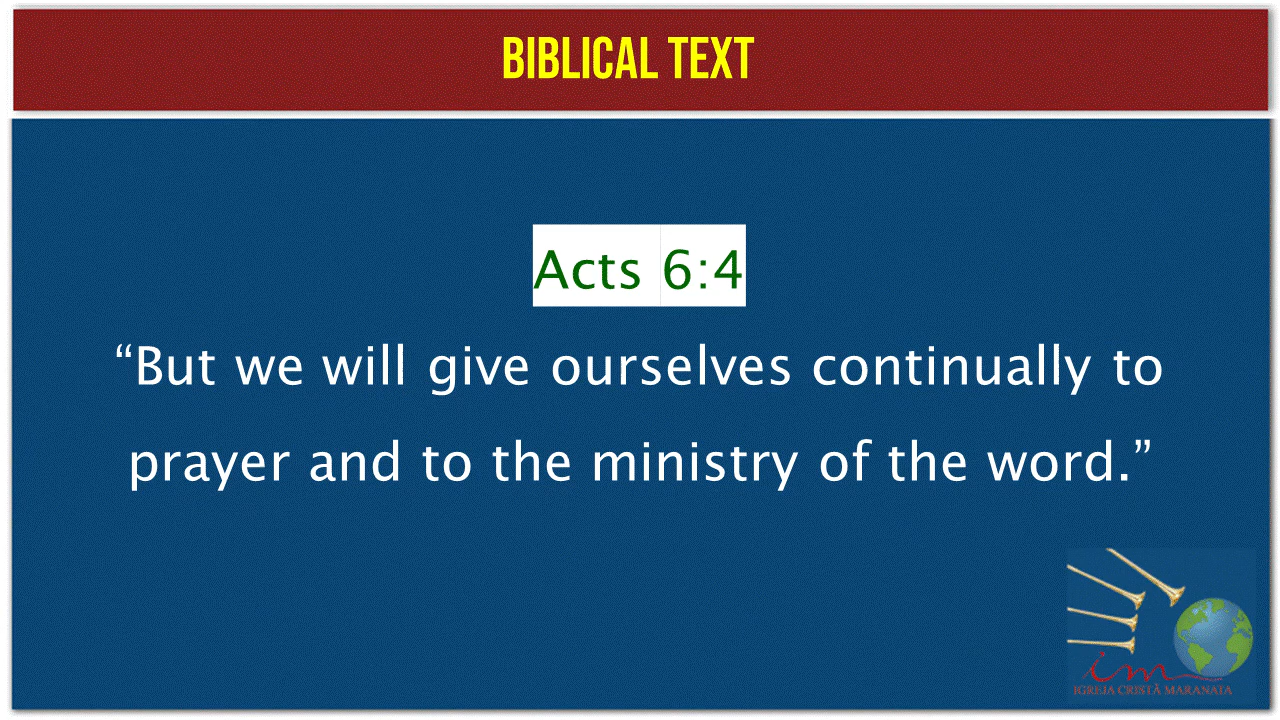 BIBLICAL TEXT
Acts 6:4
“But we will give ourselves continually to
prayer and to the ministry of the word.”
im
IGREJA CRISTÃ MARANATA